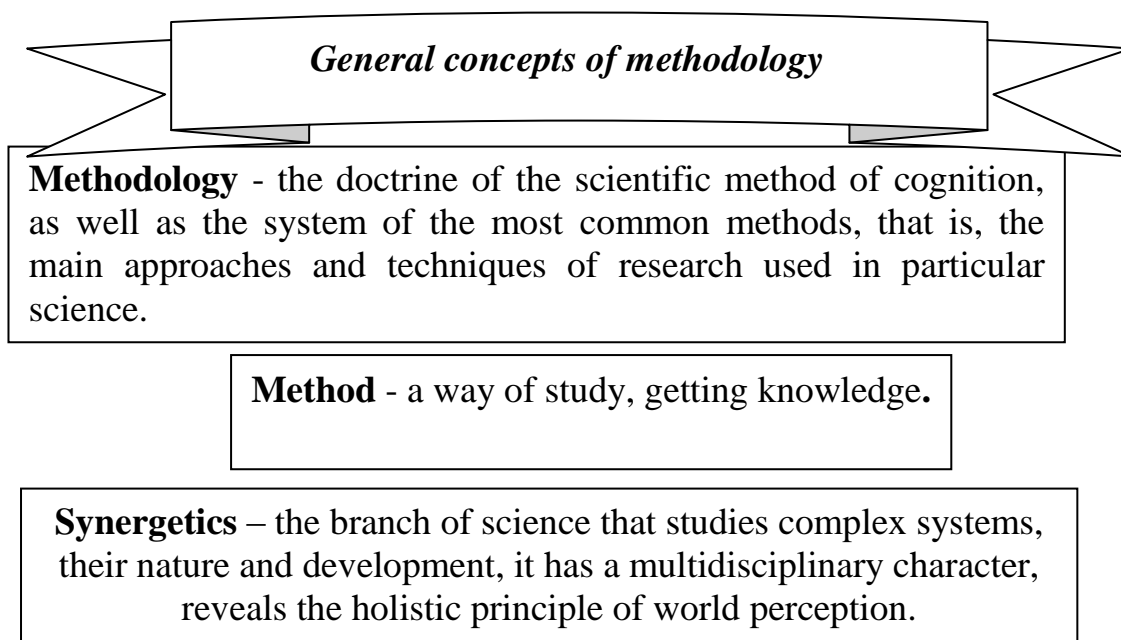 General concepts of methodology
Methodology - the doctrine of the scientific method of cognition,
as well as the system of the most common methods, that is, the
main approaches and techniques of research used in particular
science.
Method - a way of study, getting knowledge.
Synergetics – the branch of science that studies complex systems,
their nature and development, it has a multidisciplinary character,
reveals the holistic principle of world perception.